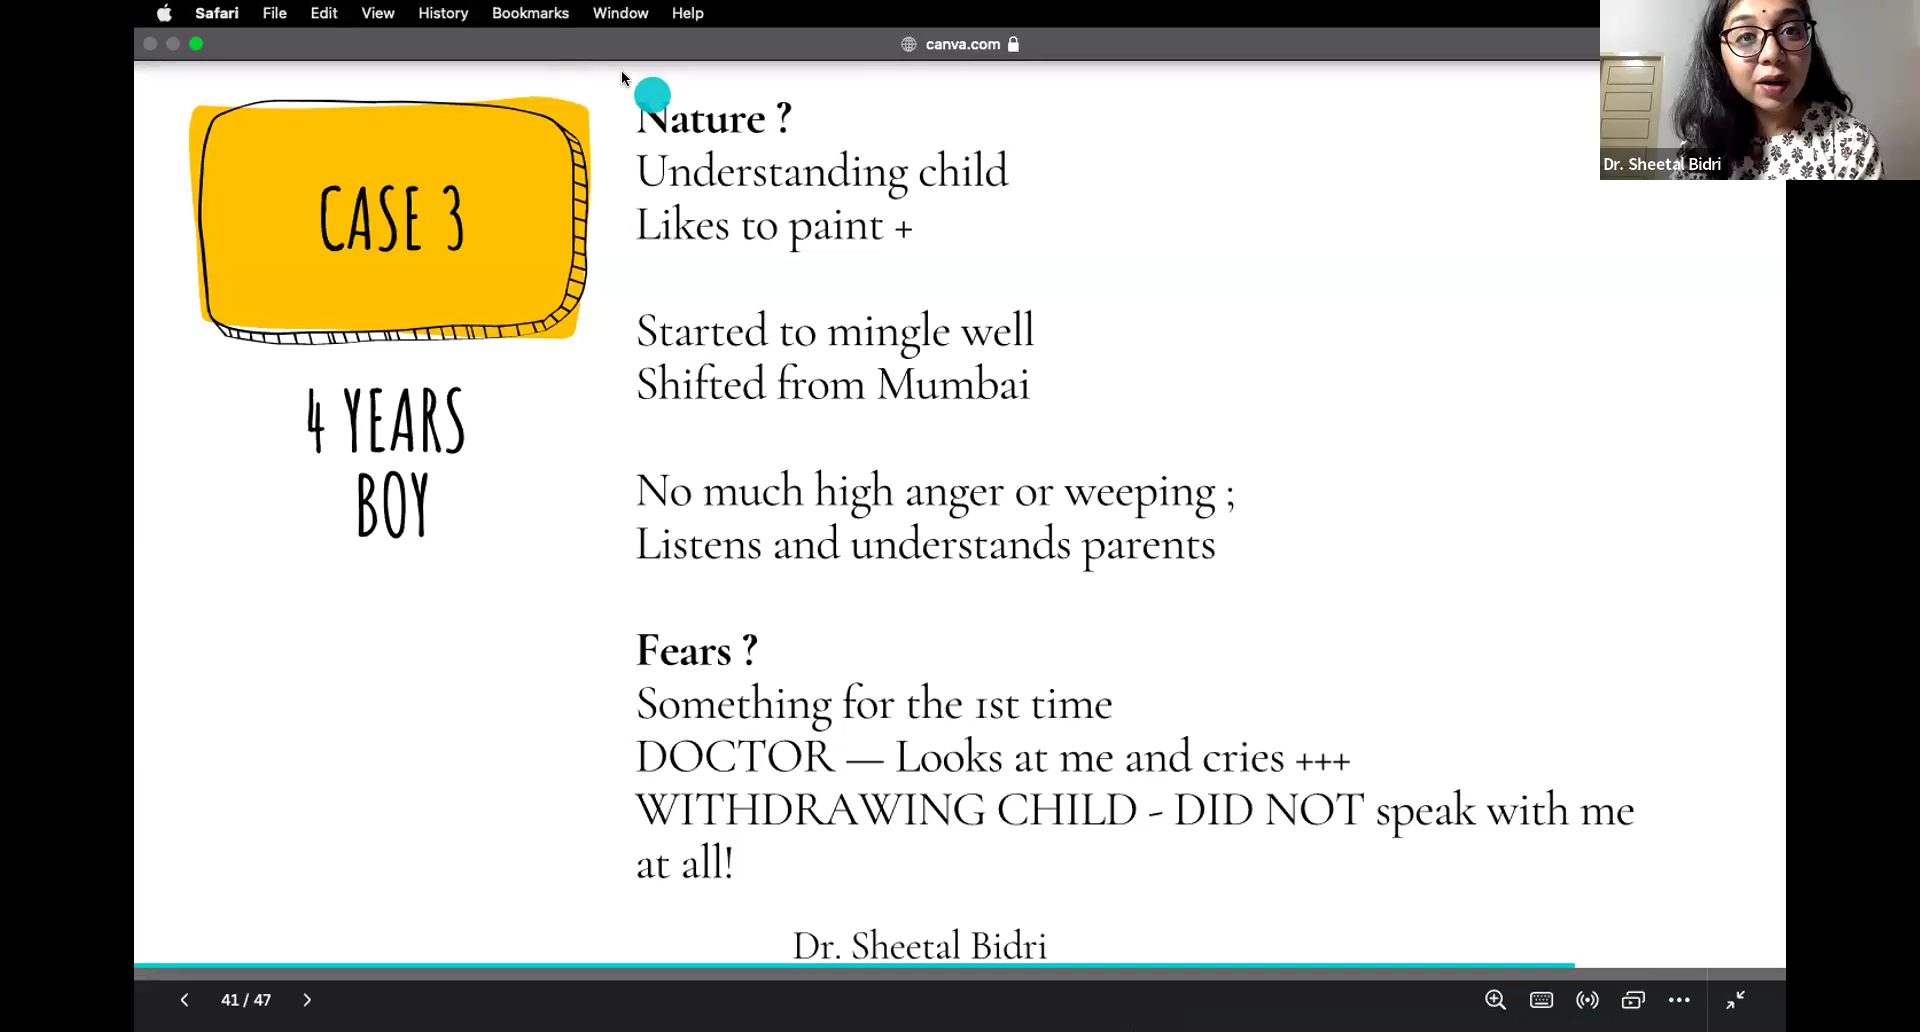 Safari File Edit View History Bookmarks Window Help
canva.com
Dr. Sheetal Bidri
CASE 3
4 YEARS
BOY
Nature ?
Understanding child
Likes to paint +
Started to mingle well
Shifted from Mumbai
No much high anger or weeping ;
Listens and understands parents
Fears ?
Something for the 1st time
DOCTOR — Looks at me and cries +++
WITHDRAWING CHILD - DID NOT speak with me
at all!
Dr. Sheetal Bidri
41 / 47